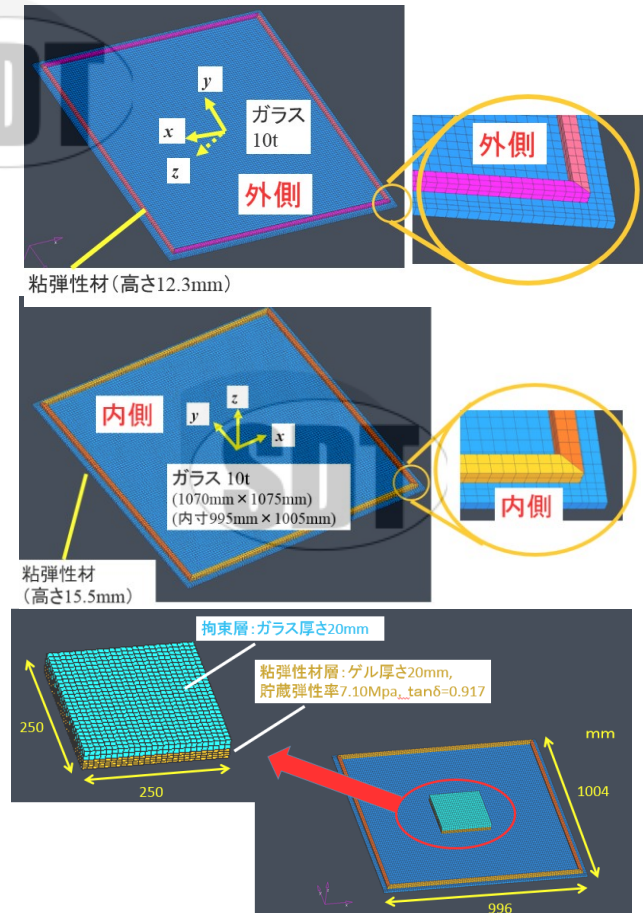 SDT
y
ガラス
10t
x
z
外側
外側
粘弾性材(高さ12.3mm)
内側
z
y
x
SDT
ガラス 10t
(1070mm×1075mm)
(内寸995mm×1005mm)
内側
粘弾性材
(高さ15.5mm)
拘束層:ガラス厚さ20mm
粘弾性材層:ゲル厚さ20mm,
貯蔵弾性率7.10Mpa, tanδ=0.917
250
250
mm
1004
996